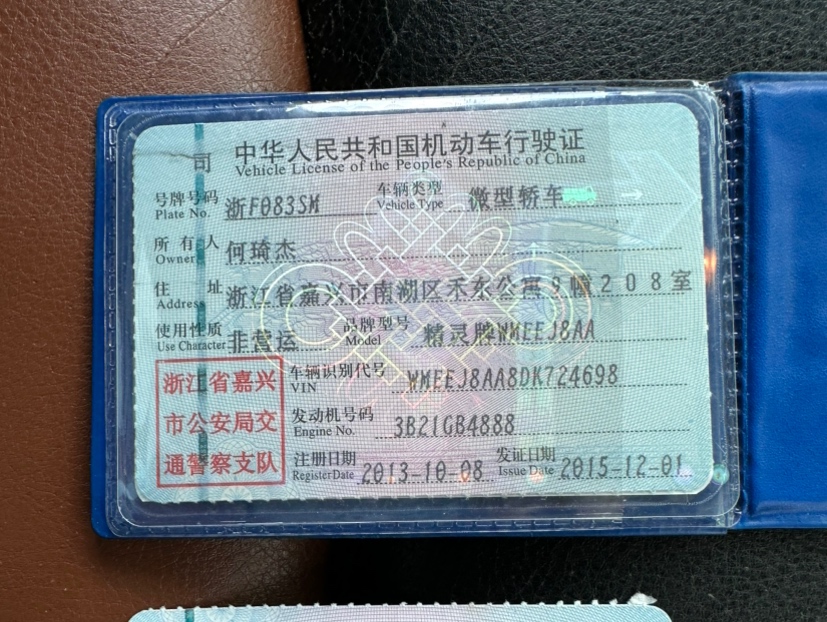 司 中华人民共和国机动车行驶证
Vehicle License of the People's Republic of China
号牌号码 浙F083SM 车辆类型 微型轿车
Plate No. Vehicle Type
所有人 何琦杰
Owner
住址 浙江省嘉兴市南湖区禾东公寓9幢208室
Address
使用性质 非营运 品牌型号 精灵牌WMEEJ8AA
Use Character Model
浙江省嘉兴 车辆识别代号 WMEEJ8AA8DK724698
VIN
市公安局交 发动机号码 3B21GB4888
Engine No.
通警察支队 注册日期 2013-10-08 发证日期 2015-12-01
Register Date Issue Date